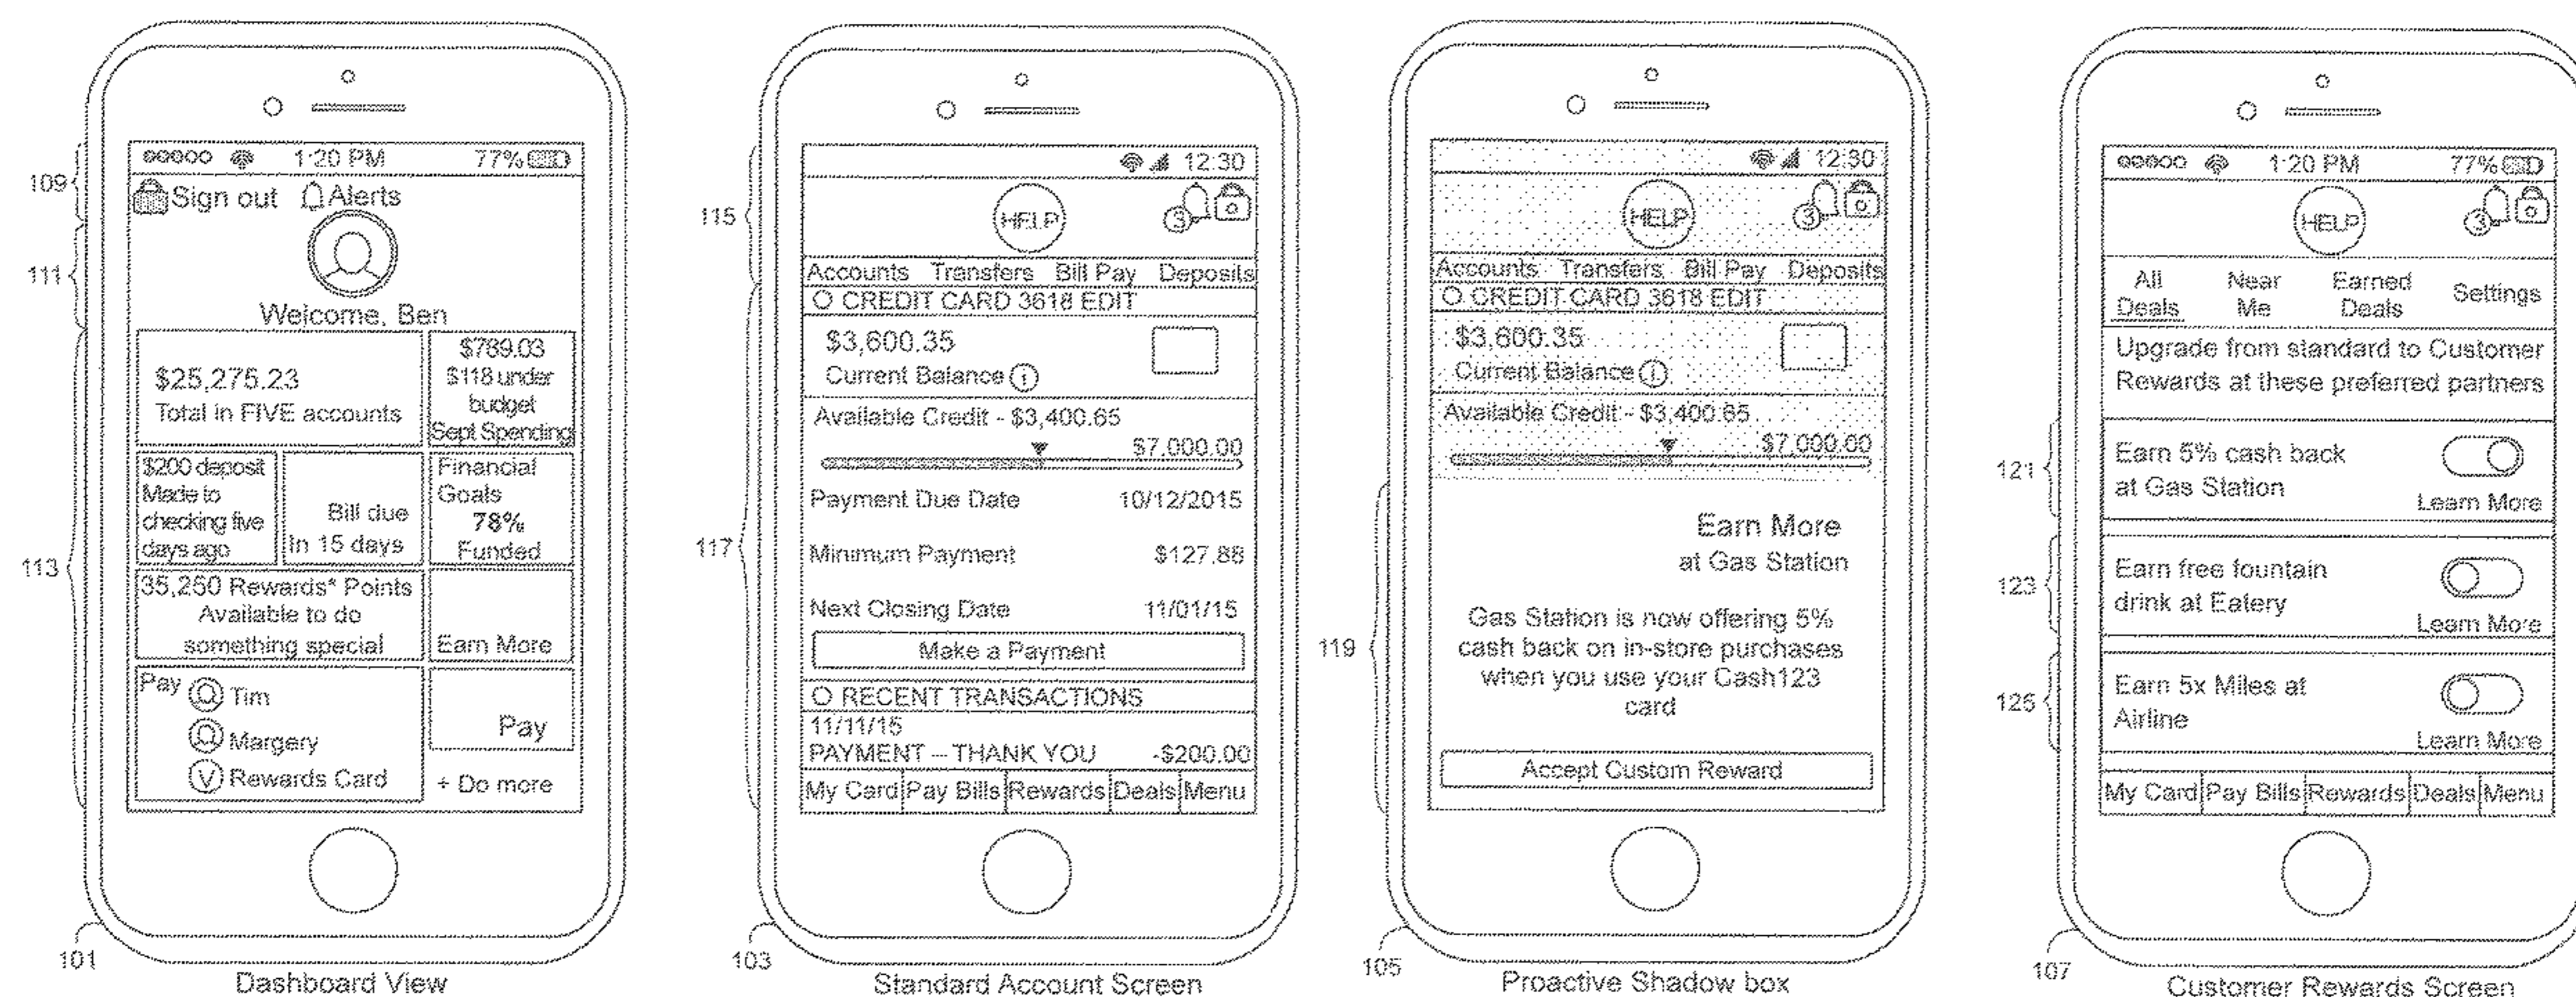 1:20 PM 77%
109
Sign out Alerts
111
Welcome, Ben
$25,275.23
Total in FIVE accounts
$789.03
$118 under
budget
Sept Spending
113
$200 deposit
Made to
checking five
days ago
Bill due
In 15 days
Financial
Goals
78%
Funded
35,250 Rewards* Points
Available to do
something special
Earn More
Pay
Tim
Margery
V Rewards Card
Pay
+ Do more
101
Dashboard View
12:30
115
HELP
3
Accounts Transfers Bill Pay Deposits
CREDIT CARD 3618 EDIT
$3,600.35
Current Balance i
Available Credit - $3,400.65
$7,000.00
117
Payment Due Date 10/12/2015
Minimum Payment $127.88
Next Closing Date 11/01/15
Make a Payment
RECENT TRANSACTIONS
11/11/15
PAYMENT – THANK YOU -$200.00
My Card Pay Bills Rewards Deals Menu
103
Standard Account Screen
12:30
HELP
3
Accounts Transfers Bill Pay Deposits
CREDIT CARD 3618 EDIT
$3,600.35
Current Balance i
Available Credit - $3,400.65
$7,000.00
119
Earn More
at Gas Station
Gas Station is now offering 5%
cash back on in-store purchases
when you use your Cash123
card
Accept Custom Reward
105
Proactive Shadow box
1:20 PM 77%
HELP
3
All
Deals
Near
Me
Earned
Deals
Settings
Upgrade from standard to Customer
Rewards at these preferred partners
121
Earn 5% cash back
at Gas Station
Learn More
123
Earn free fountain
drink at Eatery
Learn More
125
Earn 5x Miles at
Airline
Learn More
My Card Pay Bills Rewards Deals Menu
107
Customer Rewards Screen